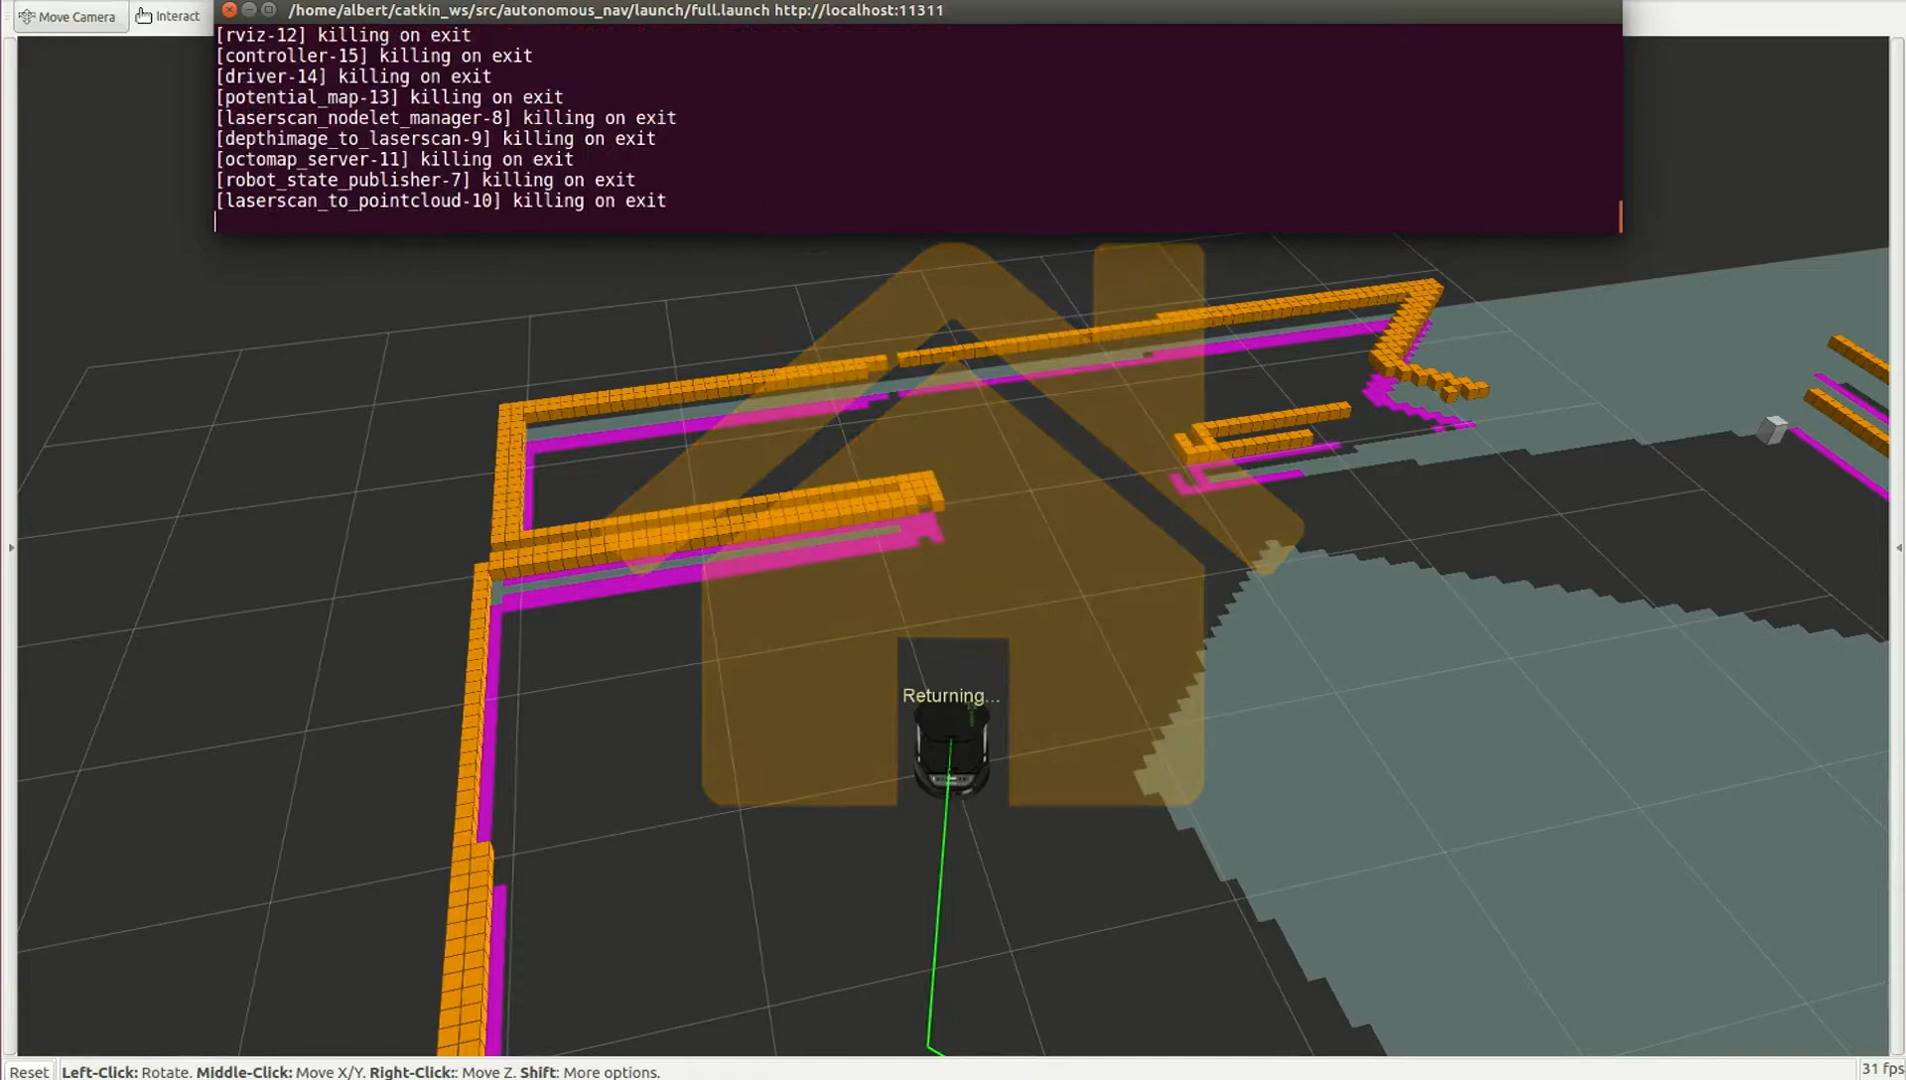 Move Camera Interact
/home/albert/catkin_ws/src/autonomous_nav/launch/full.launch http://localhost:11311
[rviz-12] killing on exit
[controller-15] killing on exit
[driver-14] killing on exit
[potential_map-13] killing on exit
[laserscan_nodelet_manager-8] killing on exit
[depthimage_to_laserscan-9] killing on exit
[octomap_server-11] killing on exit
[robot_state_publisher-7] killing on exit
[laserscan_to_pointcloud-10] killing on exit
Returning...
Reset Left-Click: Rotate. Middle-Click: Move X/Y. Right-Click:: Move Z. Shift: More options. 31 fps